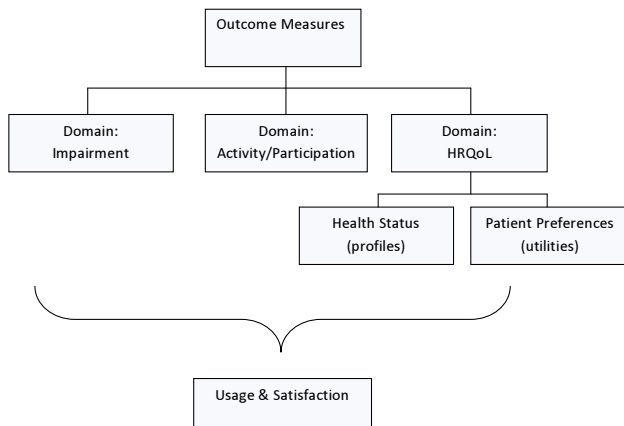 Outcome Measures
Domain:
Impairment
Domain:
Activity/Participation
Domain:
HRQoL
Health Status
(profiles)
Patient Preferences
(utilities)
Usage & Satisfaction